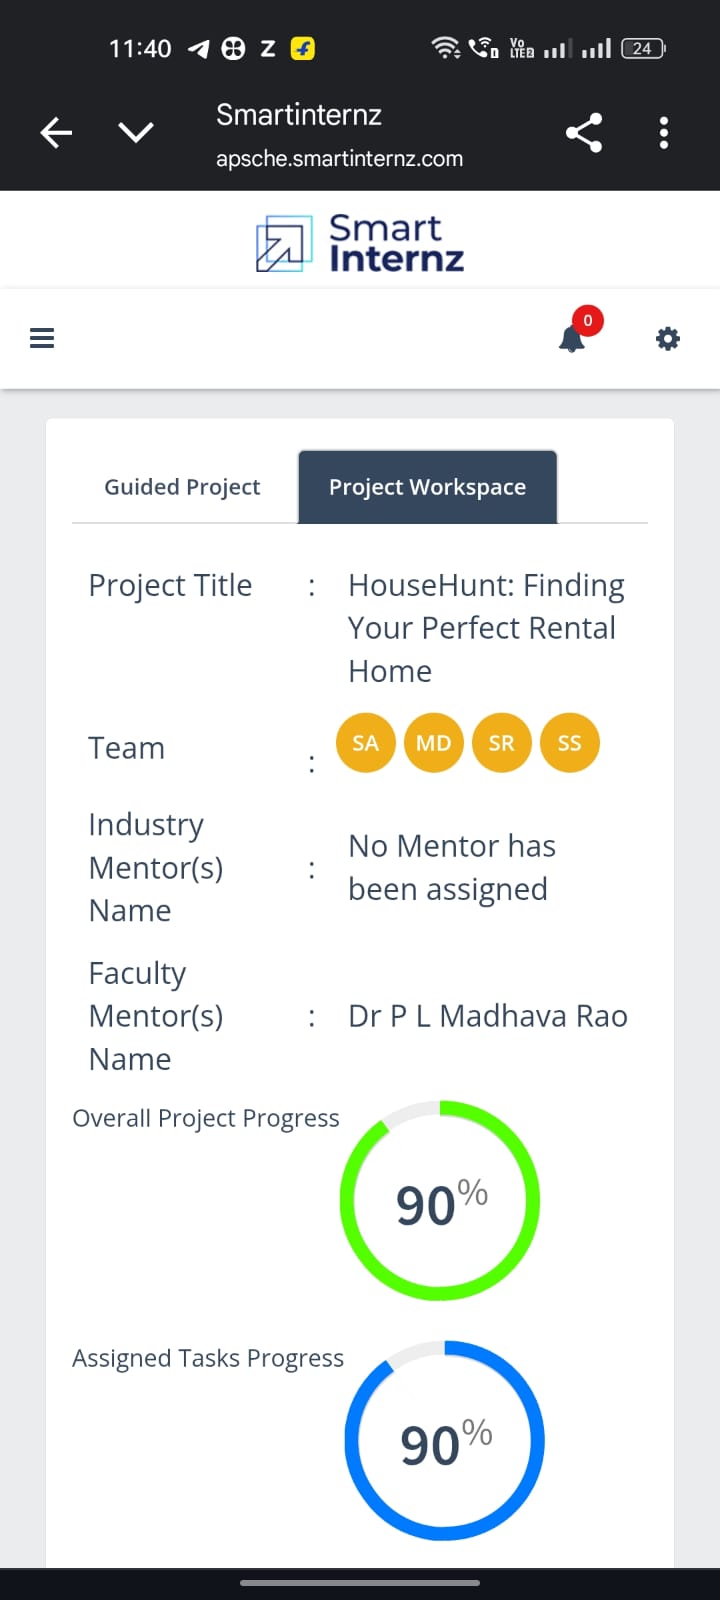 11:40
Z
Vo
LTE2
24
Smartinternz
apsche.smartinternz.com
Smart
Internz
0
Guided Project
Project Workspace
Project Title : HouseHunt: Finding
Your Perfect Rental
Home
Team : SA MD SR SS
Industry
Mentor(s)
Name
:
No Mentor has
been assigned
Faculty
Mentor(s)
Name
:
Dr P L Madhava Rao
Overall Project Progress
90%
Assigned Tasks Progress
90%